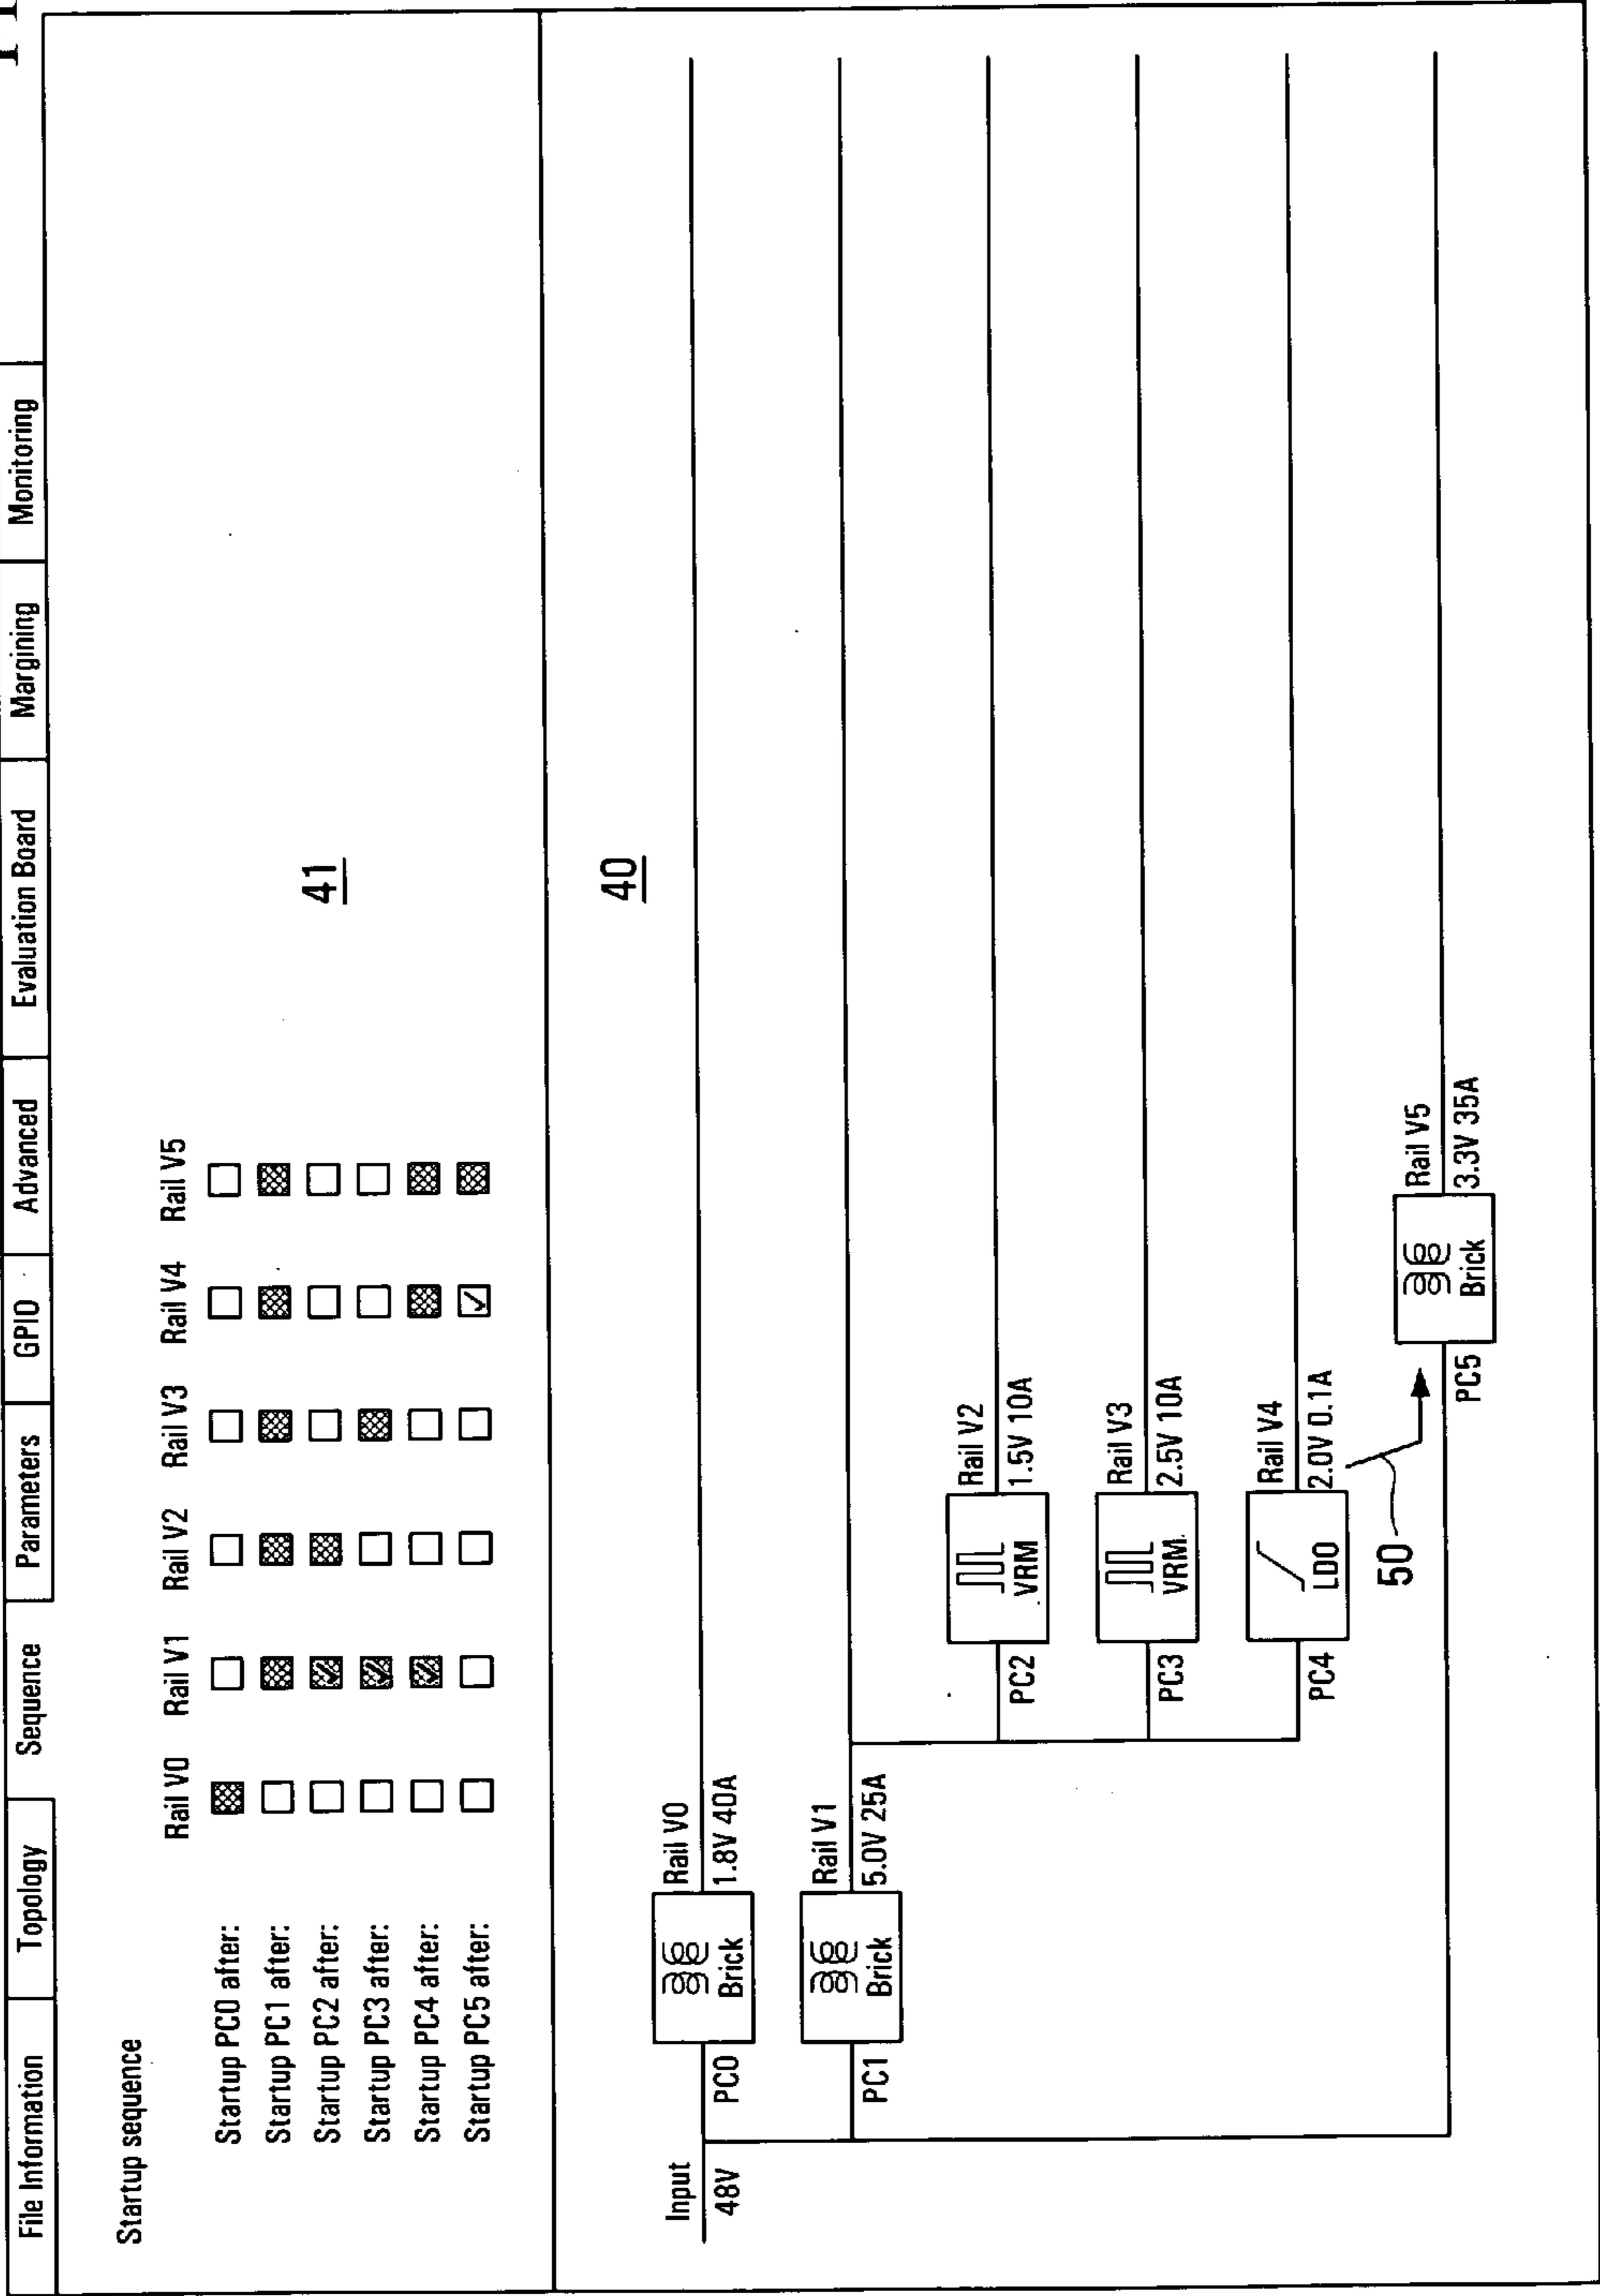 File Information
Topology
Sequence
Parameters
GPIO
Advanced
Evaluation Board
Margining
Monitoring
Startup sequence
Rail V0 Rail V1 Rail V2 Rail V3 Rail V4 Rail V5
Startup PC0 after:
Startup PC1 after:
Startup PC2 after:
Startup PC3 after:
Startup PC4 after:
Startup PC5 after:
41
40
Input
48V
PC0
Brick
Rail V0
1.8V 40A
PC1
Brick
Rail V1
5.0V 25A
PC2
VRM
Rail V2
1.5V 10A
PC3
VRM
Rail V3
2.5V 10A
PC4
LDO
Rail V4
2.0V 0.1A
50
PC5
Brick
Rail V5
3.3V 35A